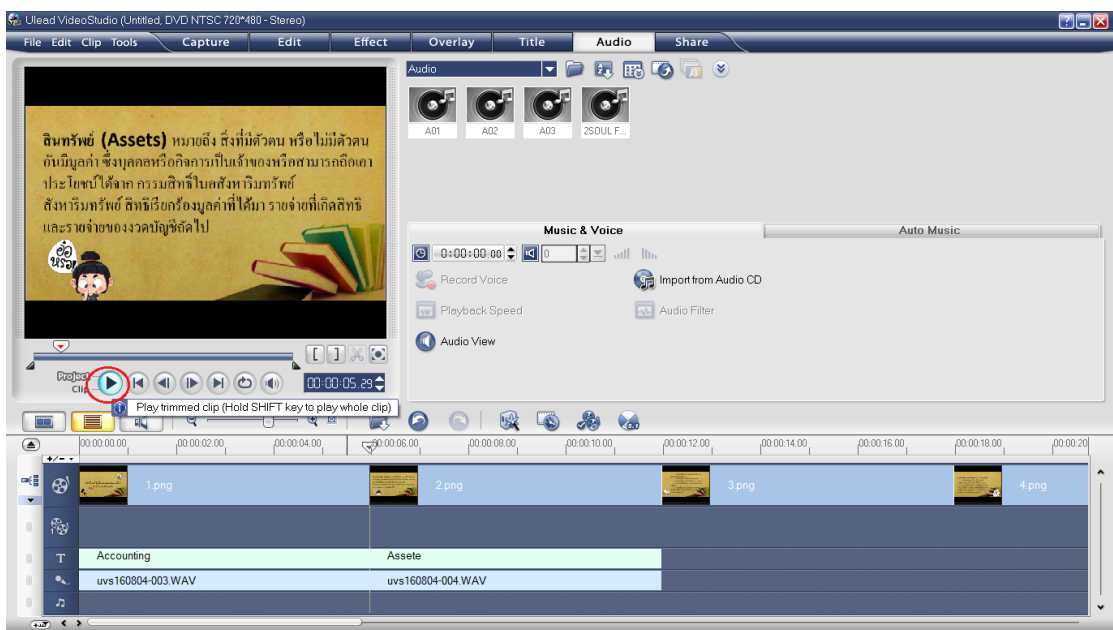 Ulead VideoStudio (Untitled, DVD NTSC 720*480 - Stereo)
File Edit Clip Tools Capture Edit Effect Overlay Title Audio Share
Audio
A01 A02 A03 2SOUL F...
สินทรัพย์ (Assets) หมายถึง สิ่งที่มีตัวตน หรือไม่มีตัวตน
อันมีมูลค่า ซึ่งบุคคลหรือกิจการเป็นเจ้าของหรือสามารถถือเอา
ประโยชน์ได้จาก กรรมสิทธิ์ในอสังหาริมทรัพย์
สังหาริมทรัพย์ สิทธิเรียกร้องมูลค่าที่ได้มา รายจ่ายที่เกิดสิทธิ
และรายจ่ายของงวดบัญชีถัดไป
อ๋อ
หรอ
Music & Voice Auto Music
0:00:00.00 0
Record Voice Import from Audio CD
Playback Speed Audio Filter
Audio View
Project
Clip
00:00:05.29
Play trimmed clip (Hold SHIFT key to play whole clip)
00:00:00.00 00:00:02.00 00:00:04.00 00:00:06.00 00:00:08.00 00:00:10.00 00:00:12.00 00:00:14.00 00:00:16.00 00:00:18.00 00:00:20
1.png 2.png 3.png 4.png
T Accounting Assete
uvs160804-003.WAV uvs160804-004.WAV